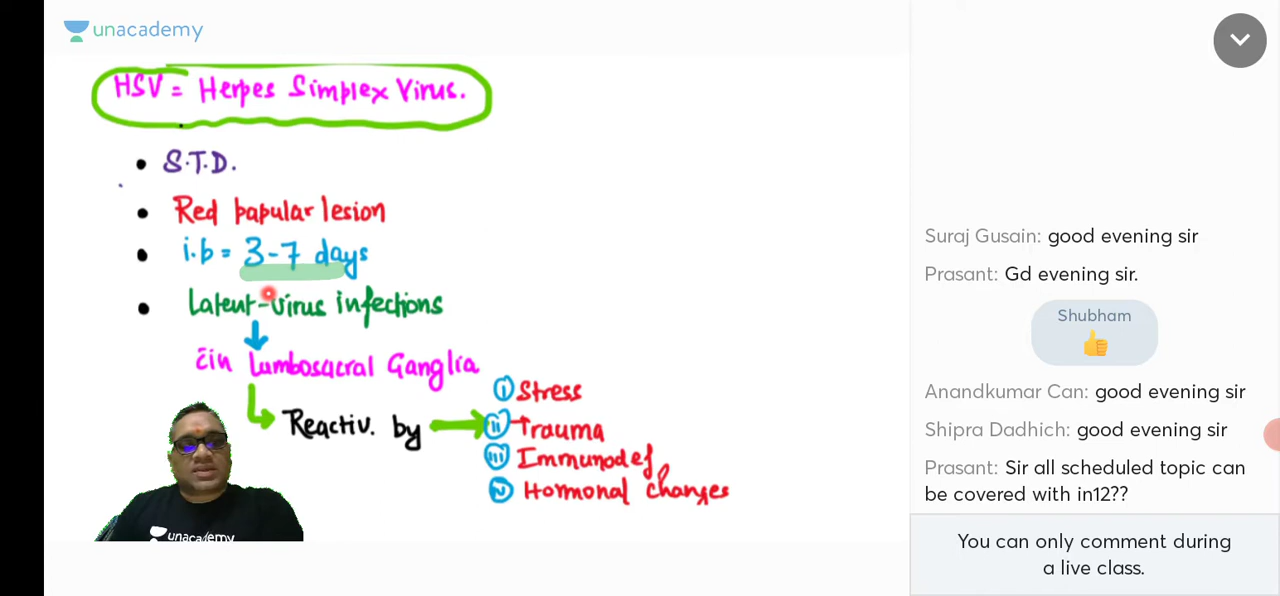 unacademy
HSV = Herpes Simplex Virus.
• S.T.D.
• Red papular lesion
• i.b = 3-7 days
• Latent-virus infections
in Lumbosacral Ganglia
Reactiv. by
① Stress
ⅱ Trauma
ⅲ Immunodef.
ⅳ Hormonal changes
unacademy
Suraj Gusain: good evening sir
Prasant: Gd evening sir.
Shubham
👍
Anandkumar Can: good evening sir
Shipra Dadhich: good evening sir
Prasant: Sir all scheduled topic can
be covered with in12??
You can only comment during
a live class.